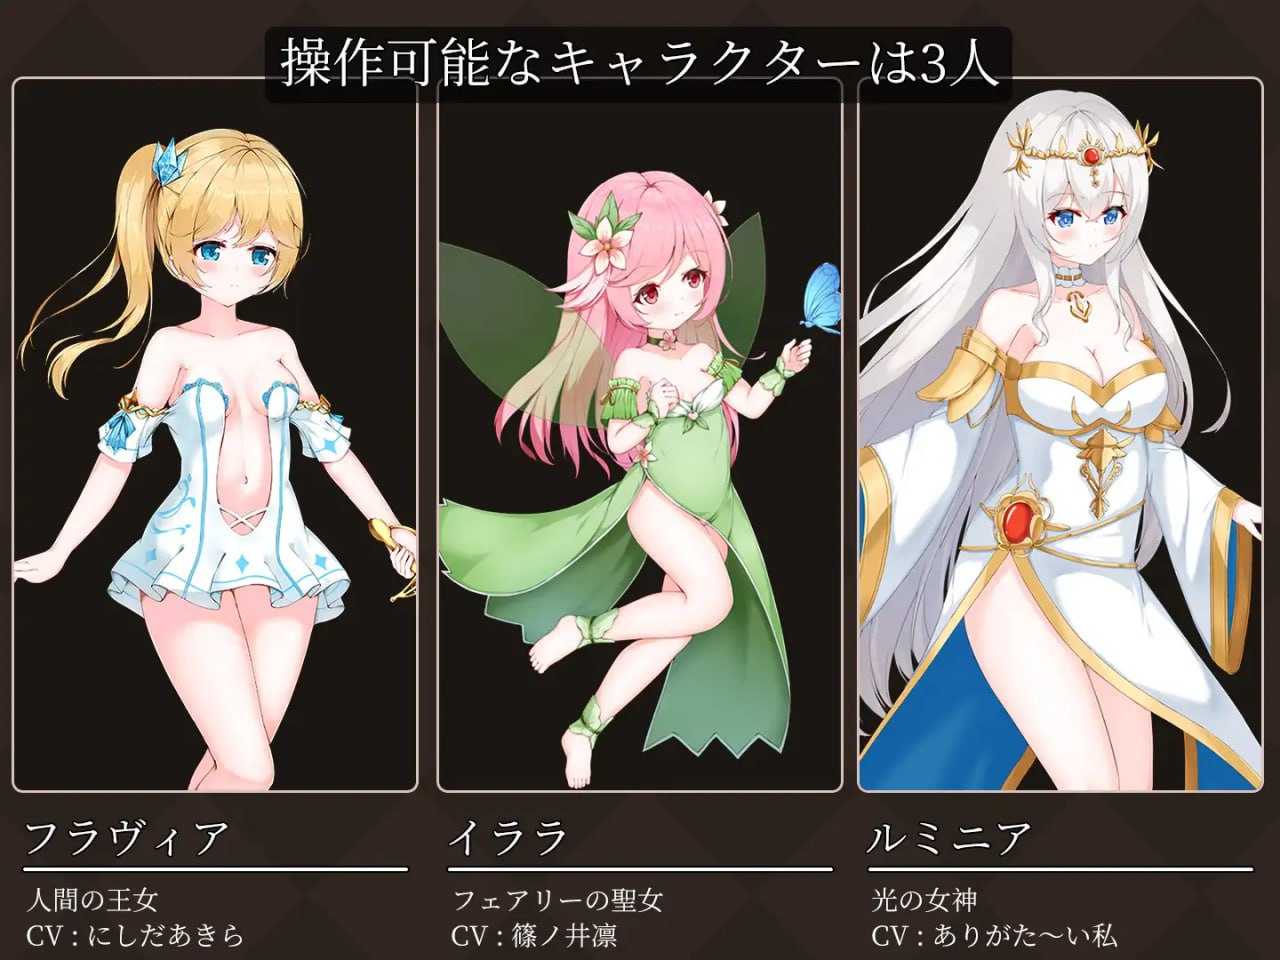 操作可能なキャラクターは3人
フラヴィア
人間の王女
CV : にしだあきら
イララ
フェアリーの聖女
CV : 篠ノ井凛
ルミニア
光の女神
CV : ありがた〜い私